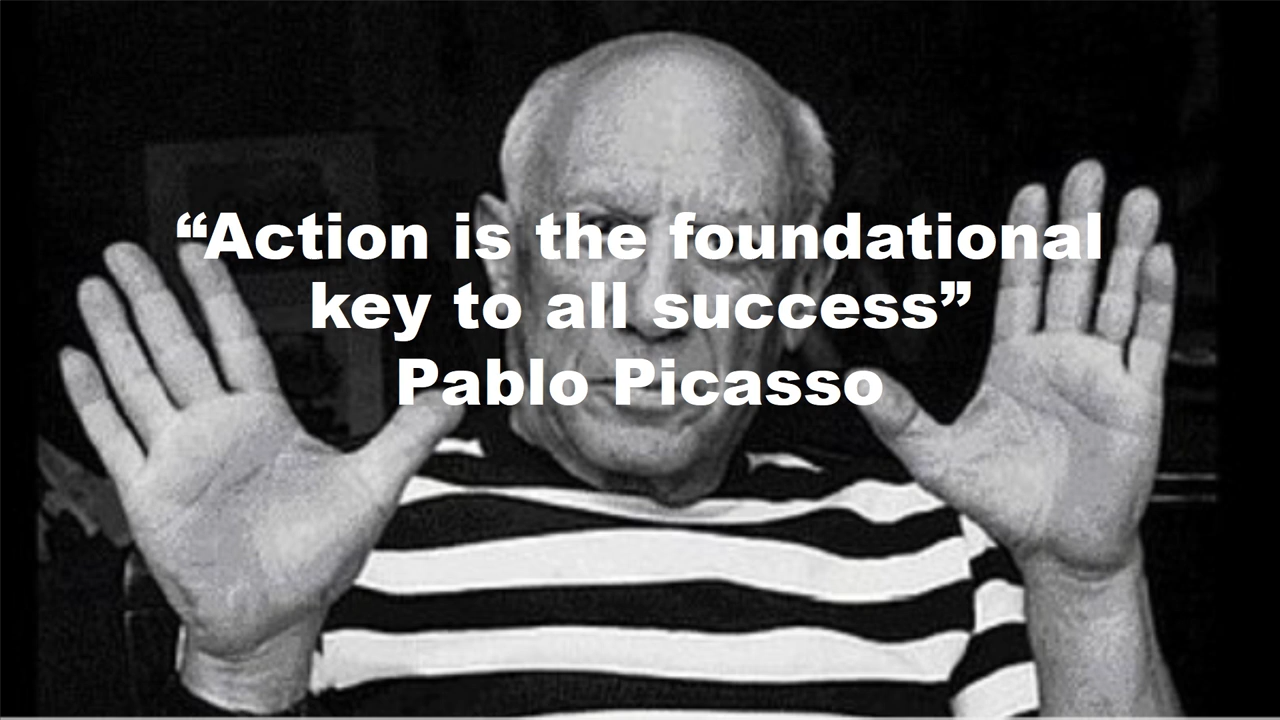 “Action is the foundational
key to all success”
Pablo Picasso